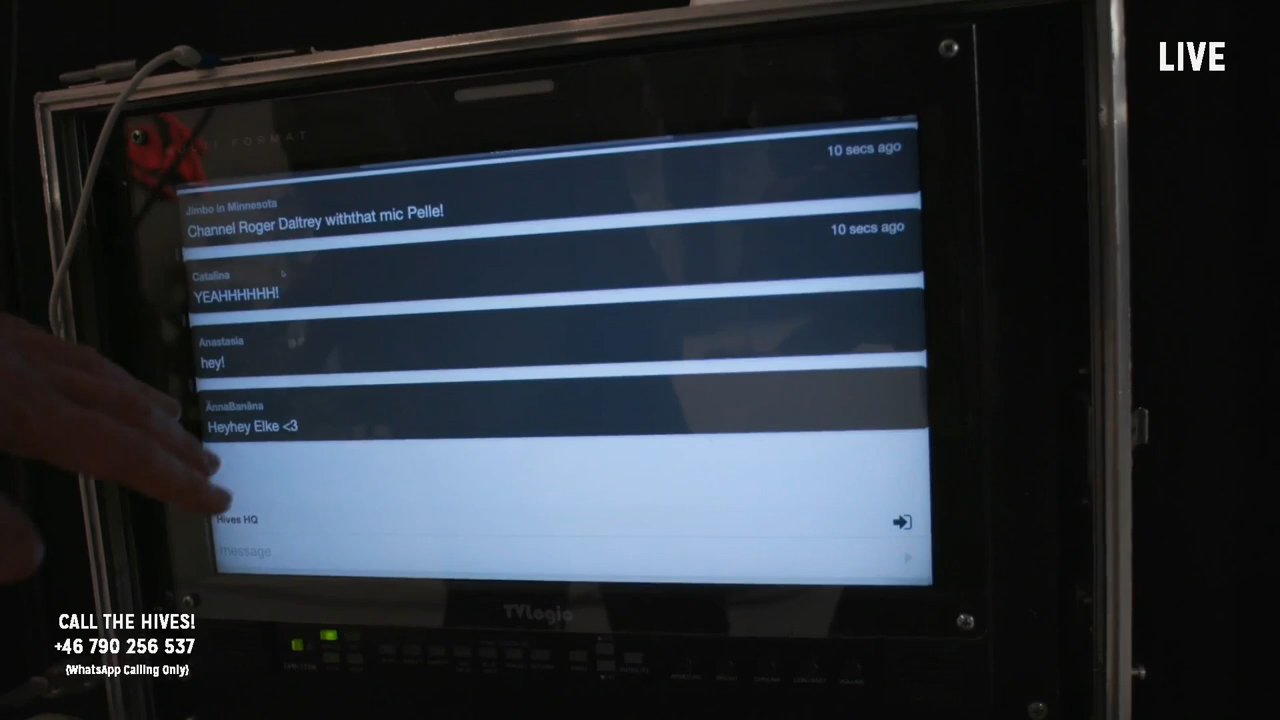 LIVE
FORMAT
10 secs ago
Jimbo in Minnesota
Channel Roger Daltrey withthat mic Pelle!
10 secs ago
Catalina
YEAHHHHHH!
Anastasia
hey!
ÄnnaBanäna
Heyhey Elke <3
Hives HQ
message
TVlogic
CALL THE HIVES!
+46 790 256 537
(WhatsApp Calling Only)